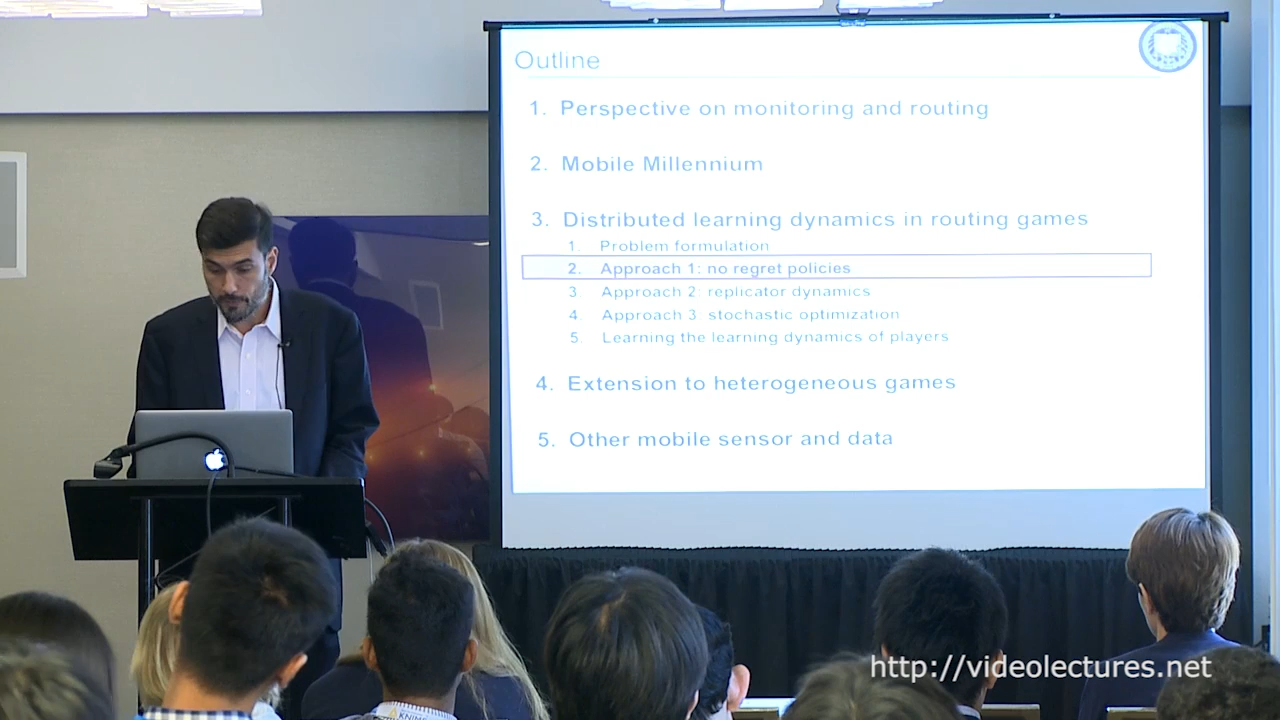 Outline
1. Perspective on monitoring and routing
2. Mobile Millennium
3. Distributed learning dynamics in routing games
1. Problem formulation
2. Approach 1: no regret policies
3. Approach 2: replicator dynamics
4 Approach 3: stochastic optimization
5. Learning the learning dynamics of players
4. Extension to heterogeneous games
5. Other mobile sensor and data
http://videolectures.net